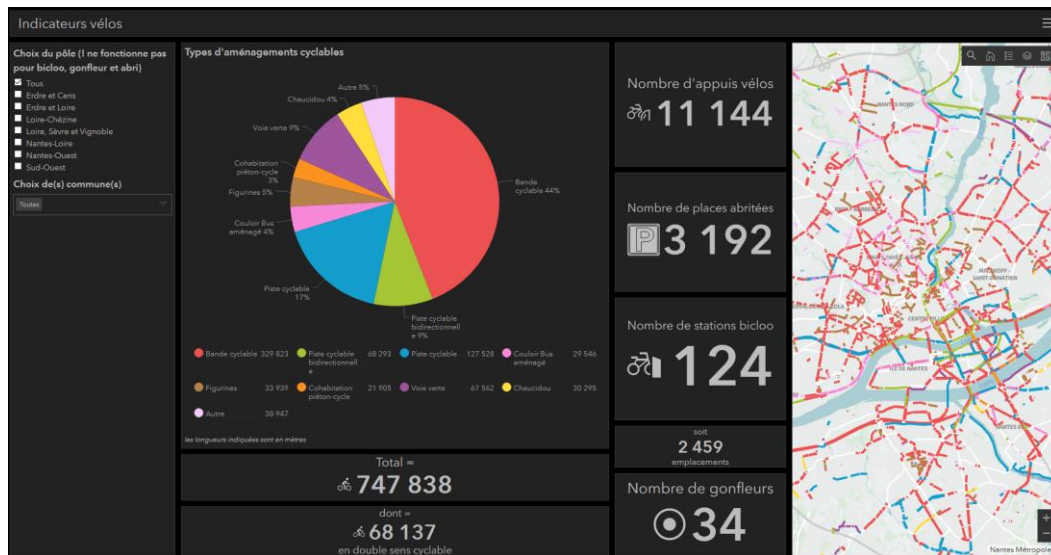 Indicateurs vélos
Choix du pôle (! ne fonctionne pas
pour bicloo, gonfleur et abri)
Tous
Erdre et Cens
Erdre et Loire
Loire-Chézine
Loire, Sèvre et Vignoble
Nantes-Loire
Nantes-Ouest
Sud-Ouest
Choix de(s) commune(s)
Toutes
Types d'aménagements cyclables
Autre 5%
Chaucidou 4%
Voie verte 9%
Cohabitation
piéton-cycle
3%
Figurines 5%
Couloir Bus
aménagé 4%
Piste cyclable
17%
Piste cyclable
bidirectionnell
e 9%
Bande
cyclable 44%
Bande cyclable 329 823
Piste cyclable 68 293
bidirectionnell
e
Piste cyclable 127 528
Couloir Bus 29 546
aménagé
Figurines 33 939
Cohabitation 21 905
piéton-cycle
Voie verte 67 562
Chaucidou 30 295
Autre 38 947
les longueurs indiquées sont en mètres
Total =
747 838
dont =
68 137
en double sens cyclable
Nombre d'appuis vélos
11 144
Nombre de places abritées
P
3 192
Nombre de stations bicloo
124
soit
2 459
emplacements
Nombre de gonfleurs
34
NANTES NORD
MALAKOFF -
SAINT-DONATIEN
CENTRE VILLE
ILE DE NANTES
Loire
NANTES SUD
Nantes Métropole